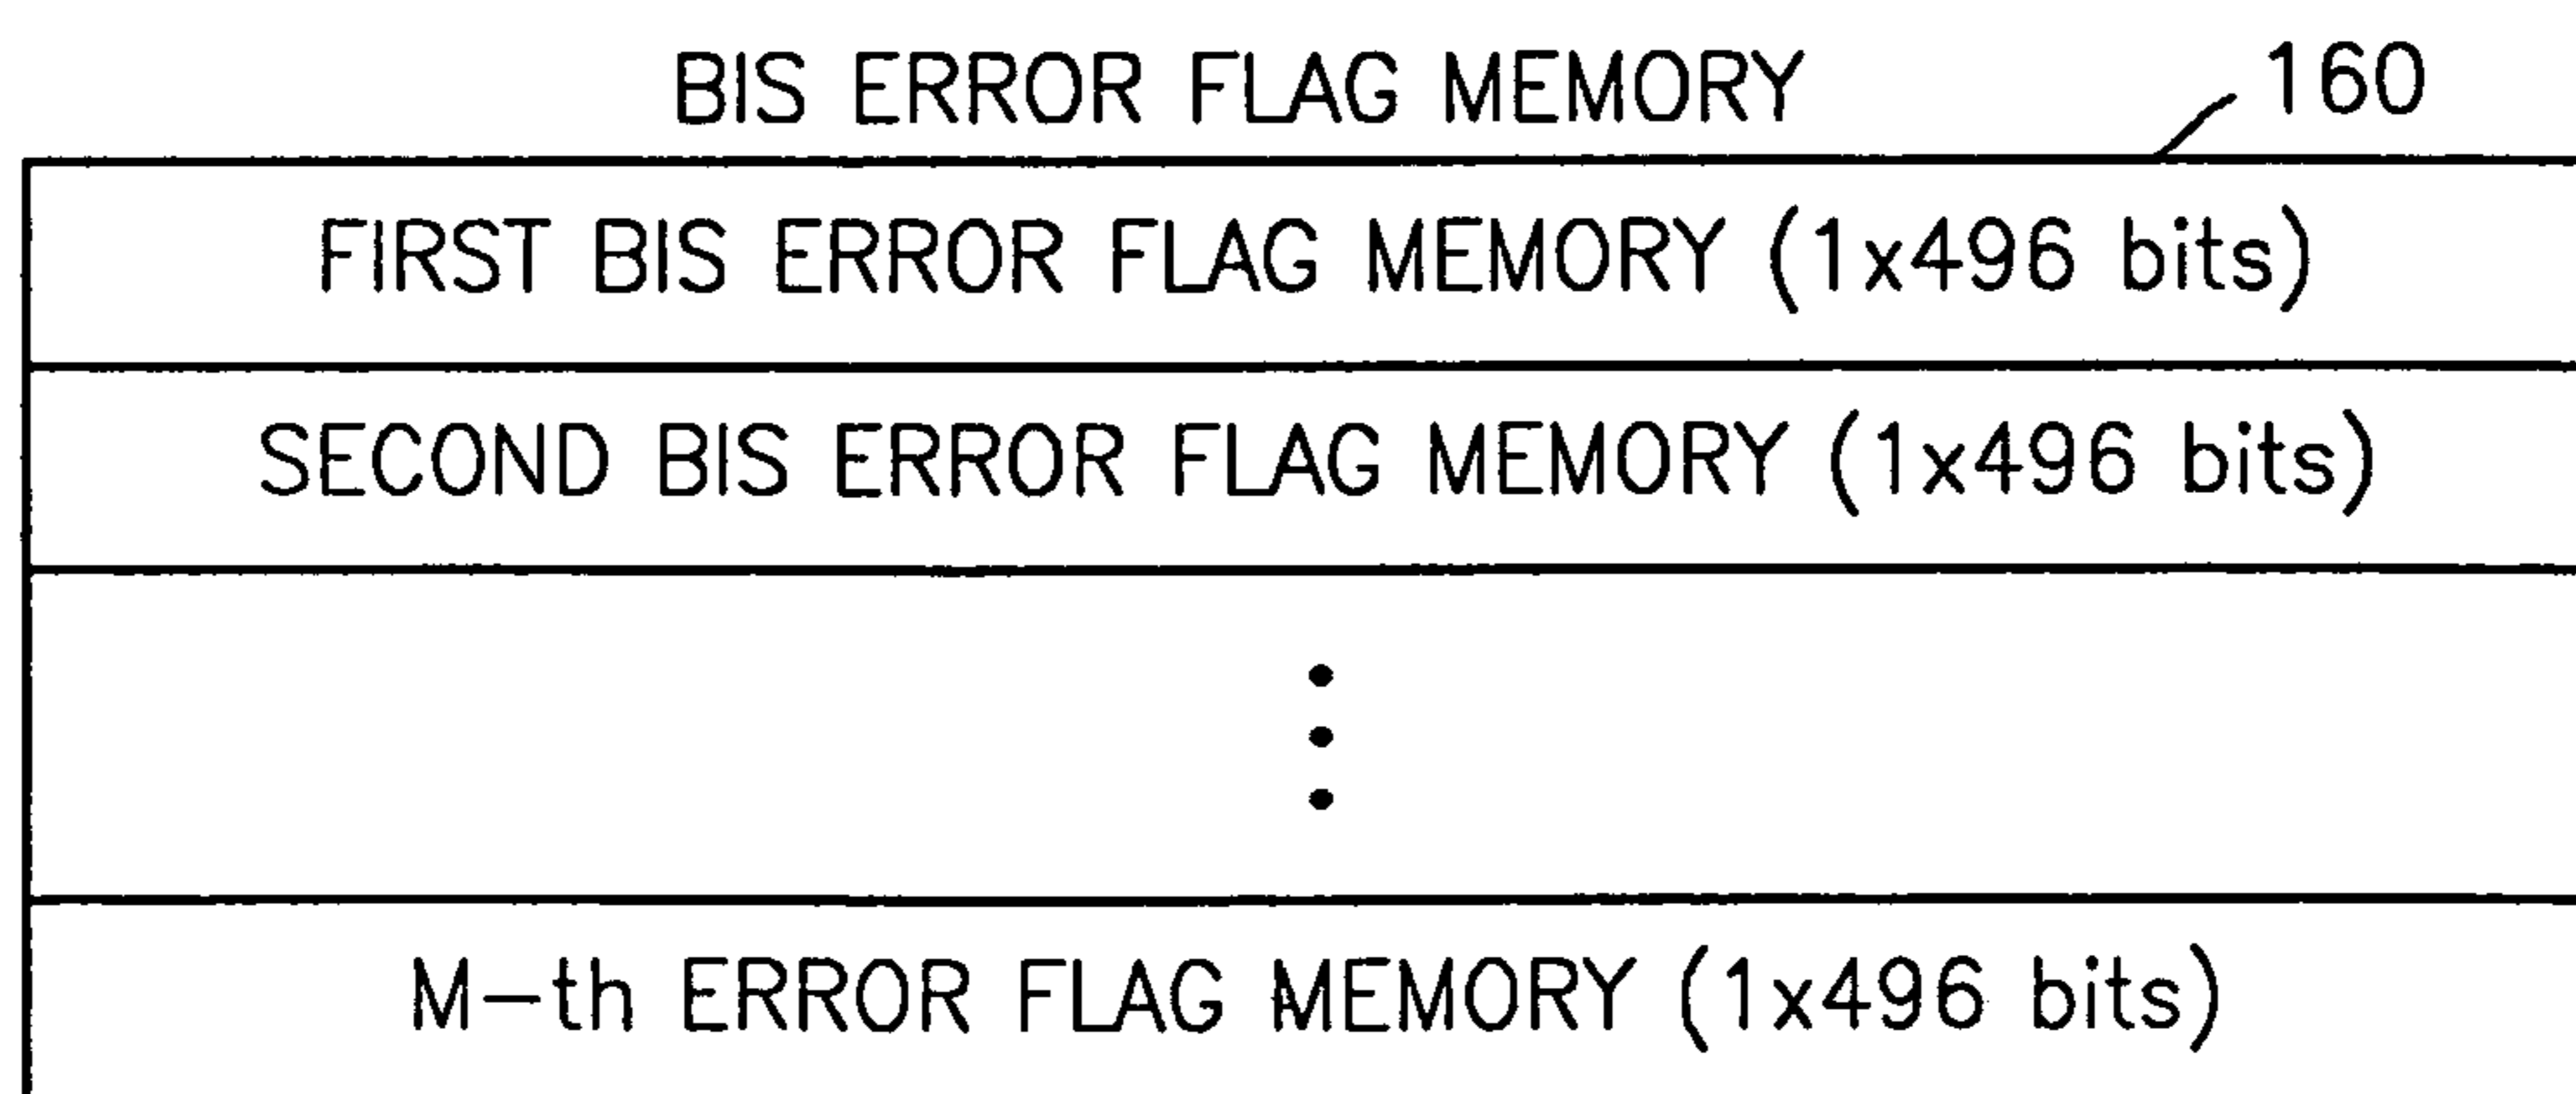 BIS ERROR FLAG MEMORY
160
FIRST BIS ERROR FLAG MEMORY (1x496 bits)
SECOND BIS ERROR FLAG MEMORY (1x496 bits)
M-th ERROR FLAG MEMORY (1x496 bits)